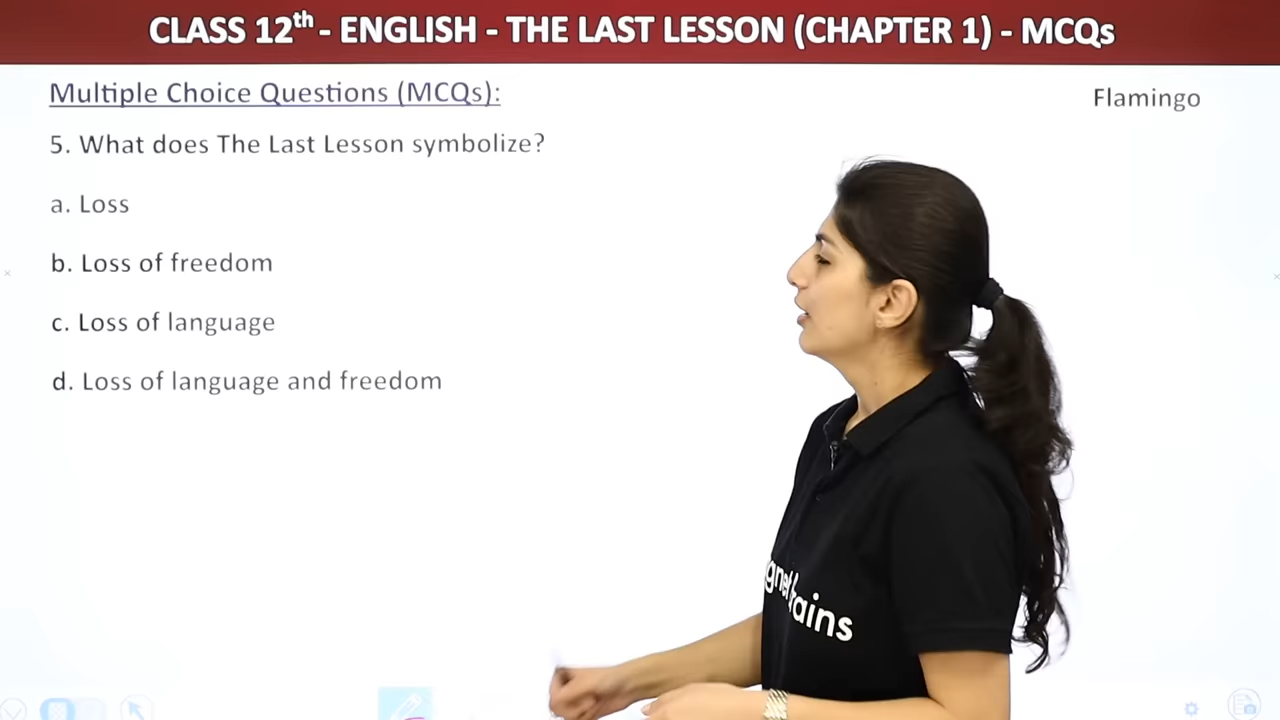 CLASS 12th - ENGLISH - THE LAST LESSON (CHAPTER 1) - MCQs
Multiple Choice Questions (MCQs):
Flamingo
5. What does The Last Lesson symbolize?
a. Loss
b. Loss of freedom
c. Loss of language
d. Loss of language and freedom